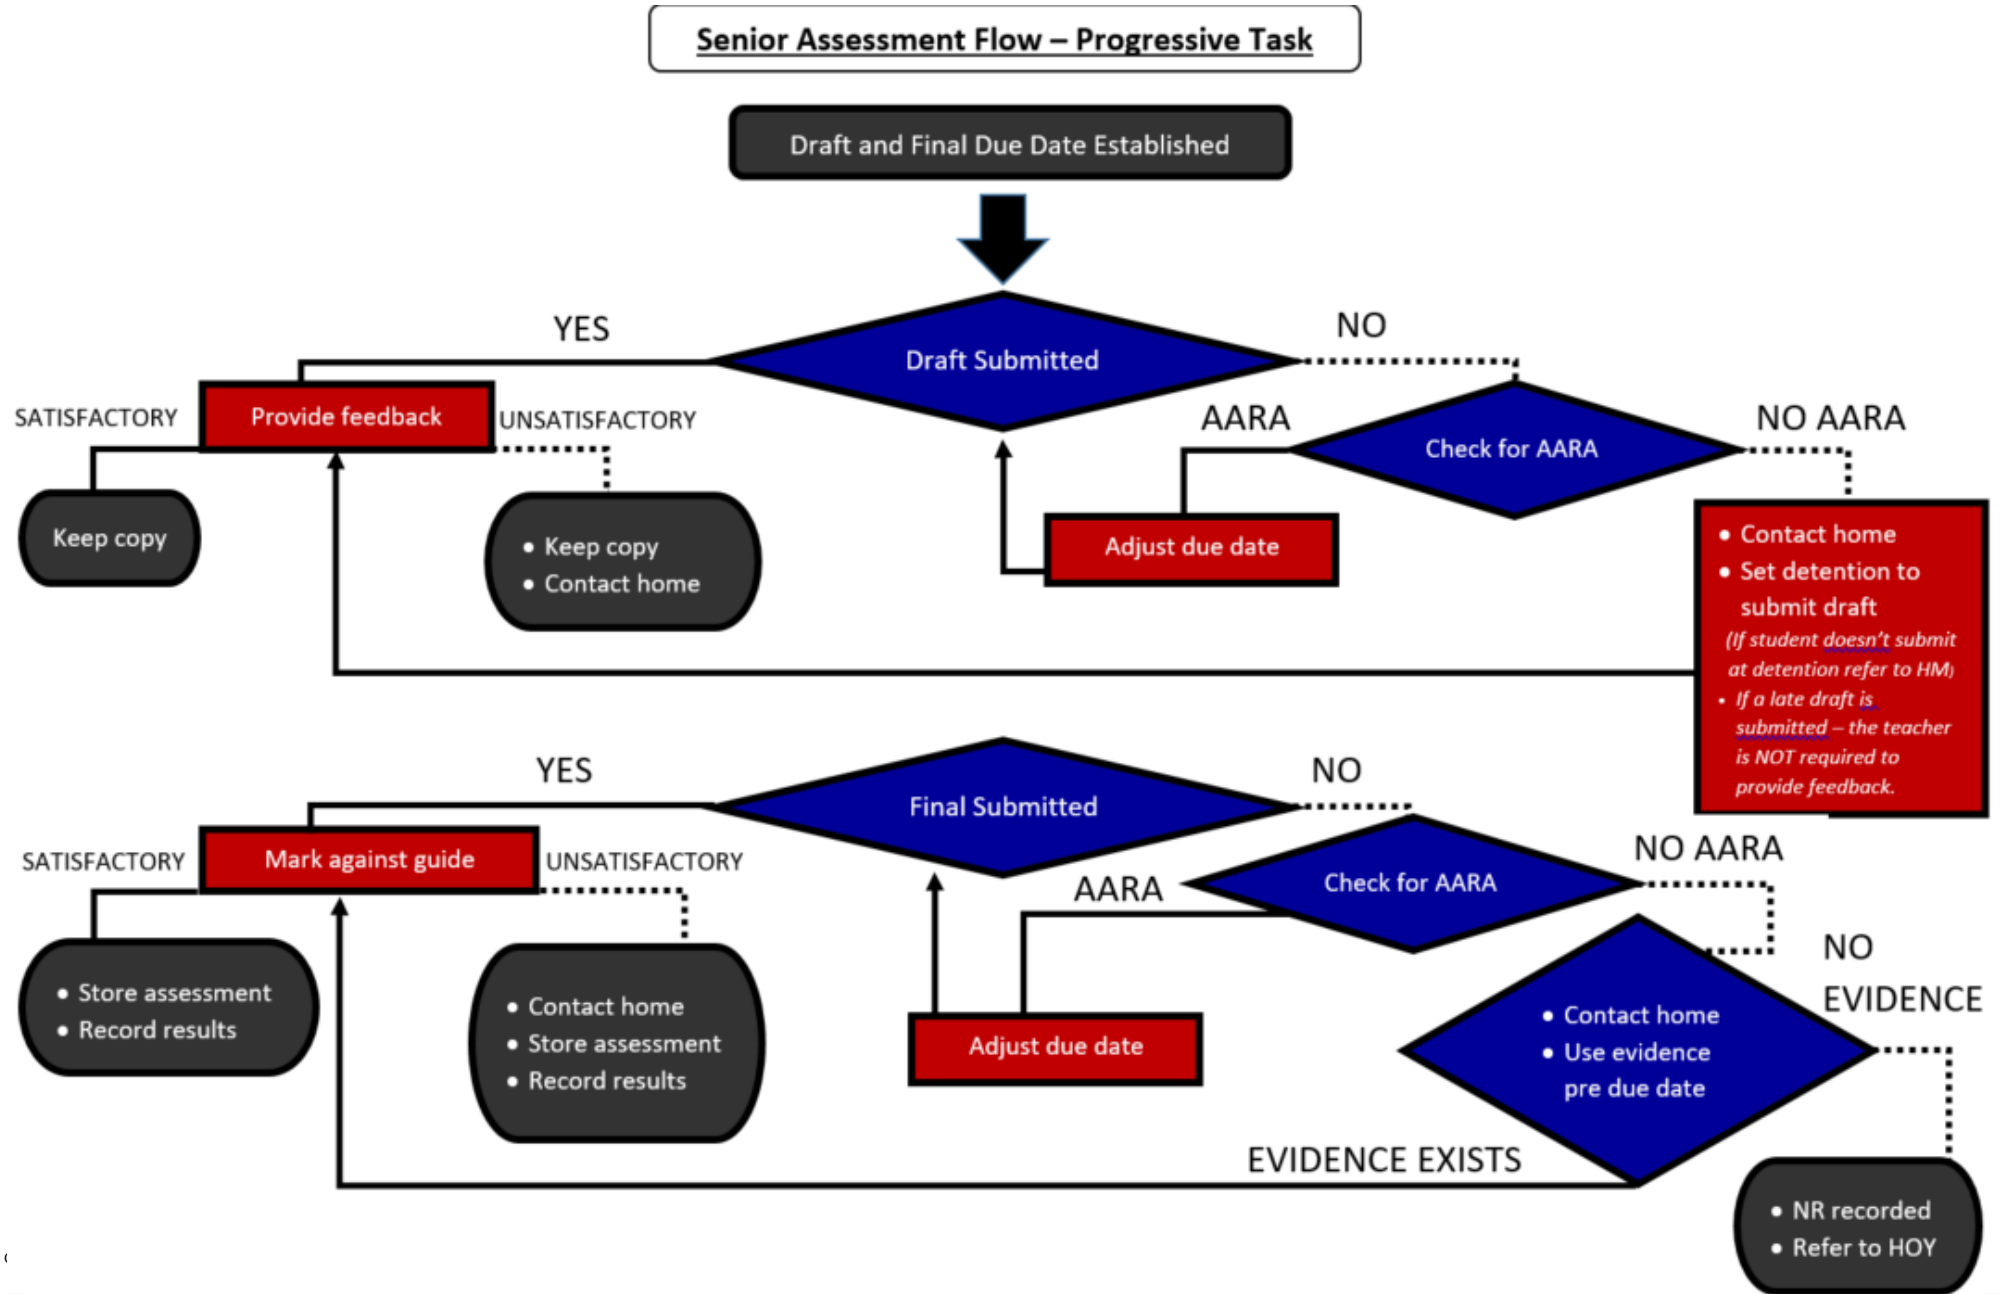 Senior Assessment Flow – Progressive Task
Draft and Final Due Date Established
YES
Draft Submitted
NO
SATISFACTORY
Provide feedback
UNSATISFACTORY
AARA
Check for AARA
NO AARA
Keep copy
• Keep copy
• Contact home
Adjust due date
• Contact home
• Set detention to
submit draft
(If student doesn't submit
at detention refer to HM)
• If a late draft is
submitted – the teacher
is NOT required to
provide feedback.
YES
Final Submitted
NO
SATISFACTORY
Mark against guide
UNSATISFACTORY
AARA
Check for AARA
NO AARA
• Store assessment
• Record results
• Contact home
• Store assessment
• Record results
Adjust due date
• Contact home
• Use evidence
pre due date
NO
EVIDENCE
EVIDENCE EXISTS
• NR recorded
• Refer to HOY